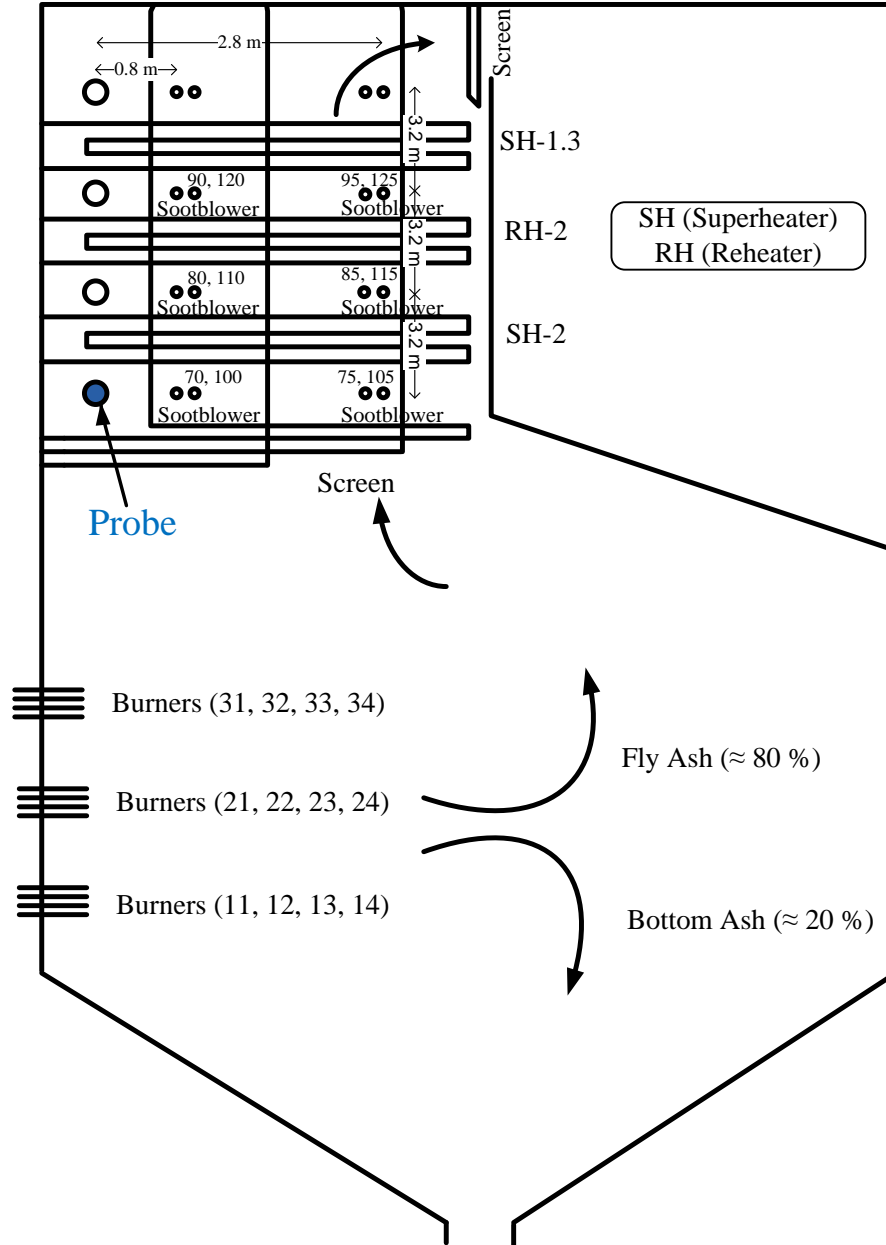 2.8 m
0.8 m
Screen
3.2 m
SH-1.3
90, 120
95, 125
Sootblower
Sootblower
SH (Superheater)
RH (Reheater)
RH-2
3.2 m
80, 110
85, 115
Sootblower
Sootblower
SH-2
3.2 m
70, 100
75, 105
Sootblower
Sootblower
Screen
Probe
Burners (31, 32, 33, 34)
Fly Ash (≈ 80 %)
Burners (21, 22, 23, 24)
Burners (11, 12, 13, 14)
Bottom Ash (≈ 20 %)